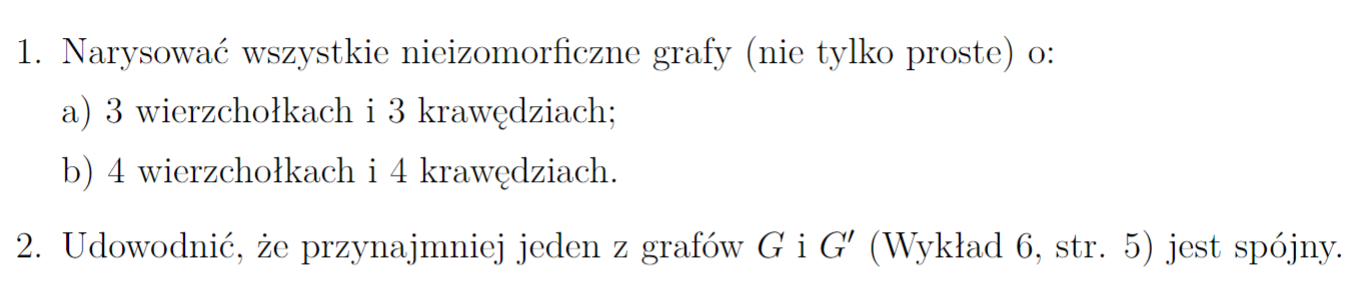 1. Narysować wszystkie nieizomorficzne grafy (nie tylko proste) o:
a) 3 wierzchołkach i 3 krawędziach;
b) 4 wierzchołkach i 4 krawędziach.
2. Udowodnić, że przynajmniej jeden z grafów G i G′ (Wykład 6, str. 5) jest spójny.